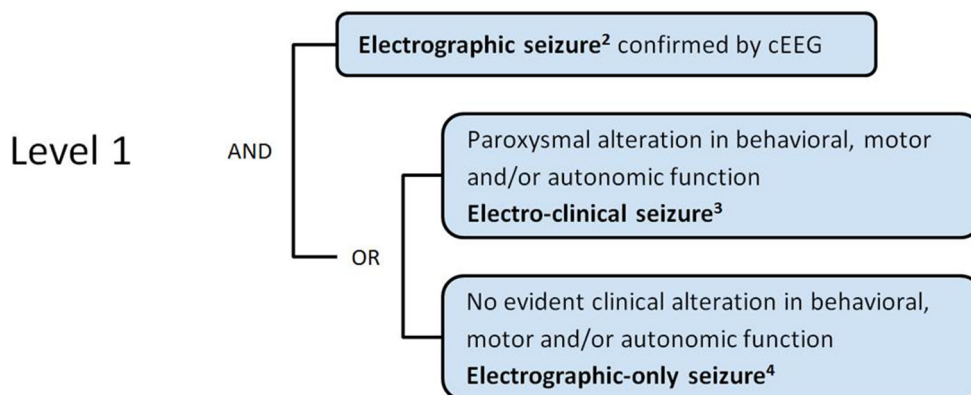 Electrographic seizure² confirmed by cEEG
Level 1
AND
Paroxysmal alteration in behavioral, motor
and/or autonomic function
Electro-clinical seizure³
OR
No evident clinical alteration in behavioral,
motor and/or autonomic function
Electrographic-only seizure⁴